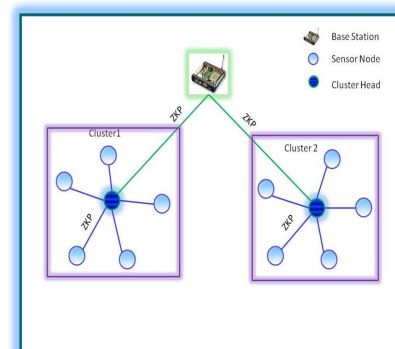 Base Station
Sensor Node
Cluster Head
ZKP
ZKP
Cluster1
Cluster 2
ZKP
ZKP